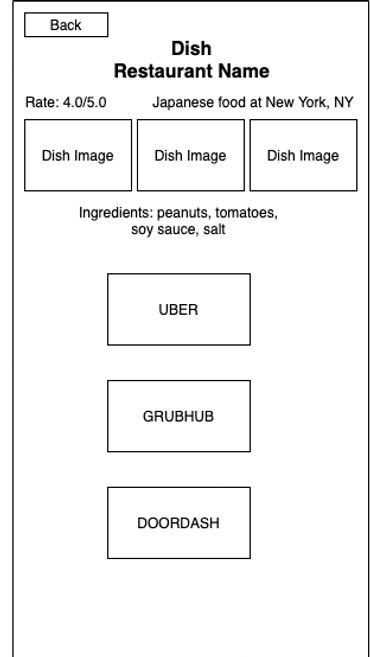 Back
Dish
Restaurant Name
Rate: 4.0/5.0 Japanese food at New York, NY
Dish Image Dish Image Dish Image
Ingredients: peanuts, tomatoes,
soy sauce, salt
UBER
GRUBHUB
DOORDASH